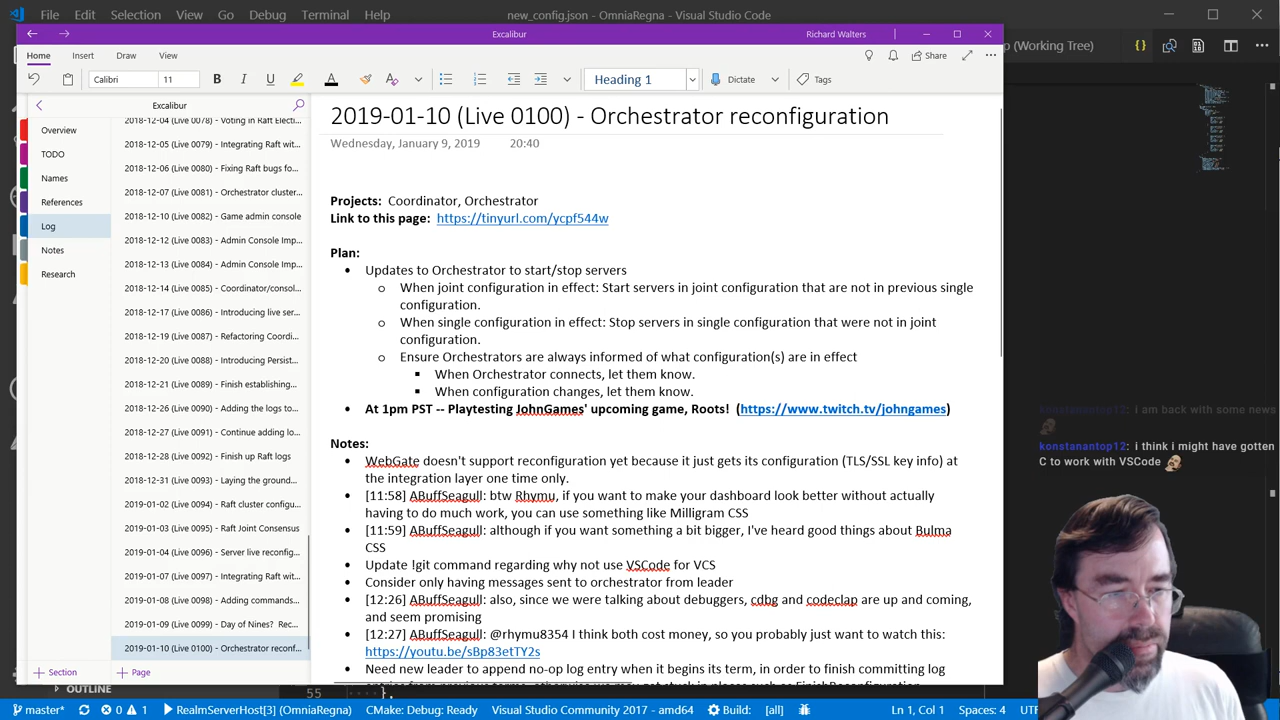 File Edit Selection View Go Debug Terminal Help
new_config.json - OmniaRegna - Visual Studio Code
Excalibur
Richard Walters
p (Working Tree)
Home Insert Draw View
Share
Calibri 11
B I U A
Heading 1
Dictate
Tags
Excalibur
Overview
TODO
Names
References
Log
Notes
Research
2018-12-04 (Live 0078) - Voting in Raft Electi...
2018-12-05 (Live 0079) - Integrating Raft wit...
2018-12-06 (Live 0080) - Fixing Raft bugs fo...
2018-12-07 (Live 0081) - Orchestrator cluster...
2018-12-10 (Live 0082) - Game admin console
2018-12-12 (Live 0083) - Admin Console Imp...
2018-12-13 (Live 0084) - Admin Console Imp...
2018-12-14 (Live 0085) - Coordinator/consol...
2018-12-17 (Live 0086) - Introducing live ser...
2018-12-19 (Live 0087) - Refactoring Coordi...
2018-12-20 (Live 0088) - Introducing Persist...
2018-12-21 (Live 0089) - Finish establishing...
2018-12-26 (Live 0090) - Adding the logs to...
2018-12-27 (Live 0091) - Continue adding lo...
2018-12-28 (Live 0092) - Finish up Raft logs
2018-12-31 (Live 0093) - Laying the ground...
2019-01-02 (Live 0094) - Raft cluster configu...
2019-01-03 (Live 0095) - Raft Joint Consensus
2019-01-04 (Live 0096) - Server live reconfig...
2019-01-07 (Live 0097) - Integrating Raft wit...
2019-01-08 (Live 0098) - Adding commands...
2019-01-09 (Live 0099) - Day of Nines? Rec...
2019-01-10 (Live 0100) - Orchestrator reconf...
Section
Page
2019-01-10 (Live 0100) - Orchestrator reconfiguration
Wednesday, January 9, 2019 20:40
Projects: Coordinator, Orchestrator
Link to this page: https://tinyurl.com/ycpf544w
Plan:
• Updates to Orchestrator to start/stop servers
o When joint configuration in effect: Start servers in joint configuration that are not in previous single
configuration.
o When single configuration in effect: Stop servers in single configuration that were not in joint
configuration.
o Ensure Orchestrators are always informed of what configuration(s) are in effect
▪ When Orchestrator connects, let them know.
▪ When configuration changes, let them know.
• At 1pm PST -- Playtesting JohnGames' upcoming game, Roots! (https://www.twitch.tv/johngames)
Notes:
• WebGate doesn't support reconfiguration yet because it just gets its configuration (TLS/SSL key info) at
the integration layer one time only.
• [11:58] ABuffSeagull: btw Rhymu, if you want to make your dashboard look better without actually
having to do much work, you can use something like Milligram CSS
• [11:59] ABuffSeagull: although if you want something a bit bigger, I've heard good things about Bulma
CSS
• Update !git command regarding why not use VSCode for VCS
• Consider only having messages sent to orchestrator from leader
• [12:26] ABuffSeagull: also, since we were talking about debuggers, cdbg and codeclap are up and coming,
and seem promising
• [12:27] ABuffSeagull: @rhymu8354 I think both cost money, so you probably just want to watch this:
https://youtu.be/sBp83etTY2s
• Need new leader to append no-op log entry when it begins its term, in order to finish committing log
konstanantop12: i am back with some news
konstanantop12: i think i might have gotten
C to work with VSCode
OUTLINE
55 ···· },
master* 0 1 RealmServerHost[3] (OmniaRegna) CMake: Debug: Ready Visual Studio Community 2017 - amd64 Build: [all] Ln 1, Col 1 Spaces: 4